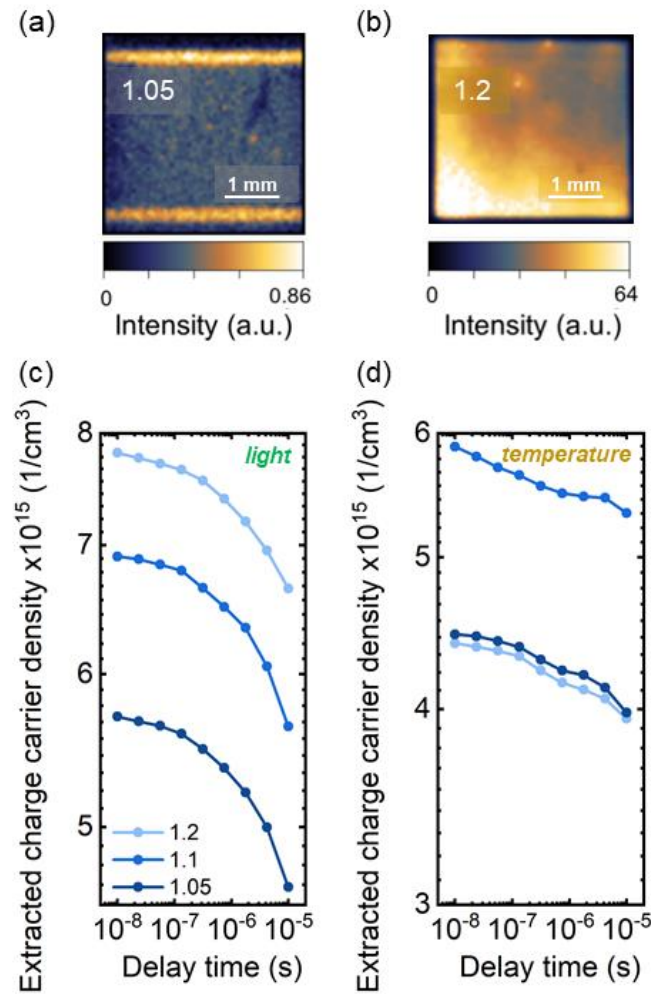 (a)
(b)
1.05
1.2
1 mm
1 mm
0
0.86
0
64
Intensity (a.u.)
Intensity (a.u.)
(c)
(d)
Extracted charge carrier density x10¹⁵ (1/cm³)
8
7
6
5
light
1.2
1.1
1.05
10⁻⁸ 10⁻⁷ 10⁻⁶ 10⁻⁵
Delay time (s)
Extracted charge carrier density x10¹⁵ (1/cm³)
6
5
4
3
temperature
10⁻⁸ 10⁻⁷ 10⁻⁶ 10⁻⁵
Delay time (s)